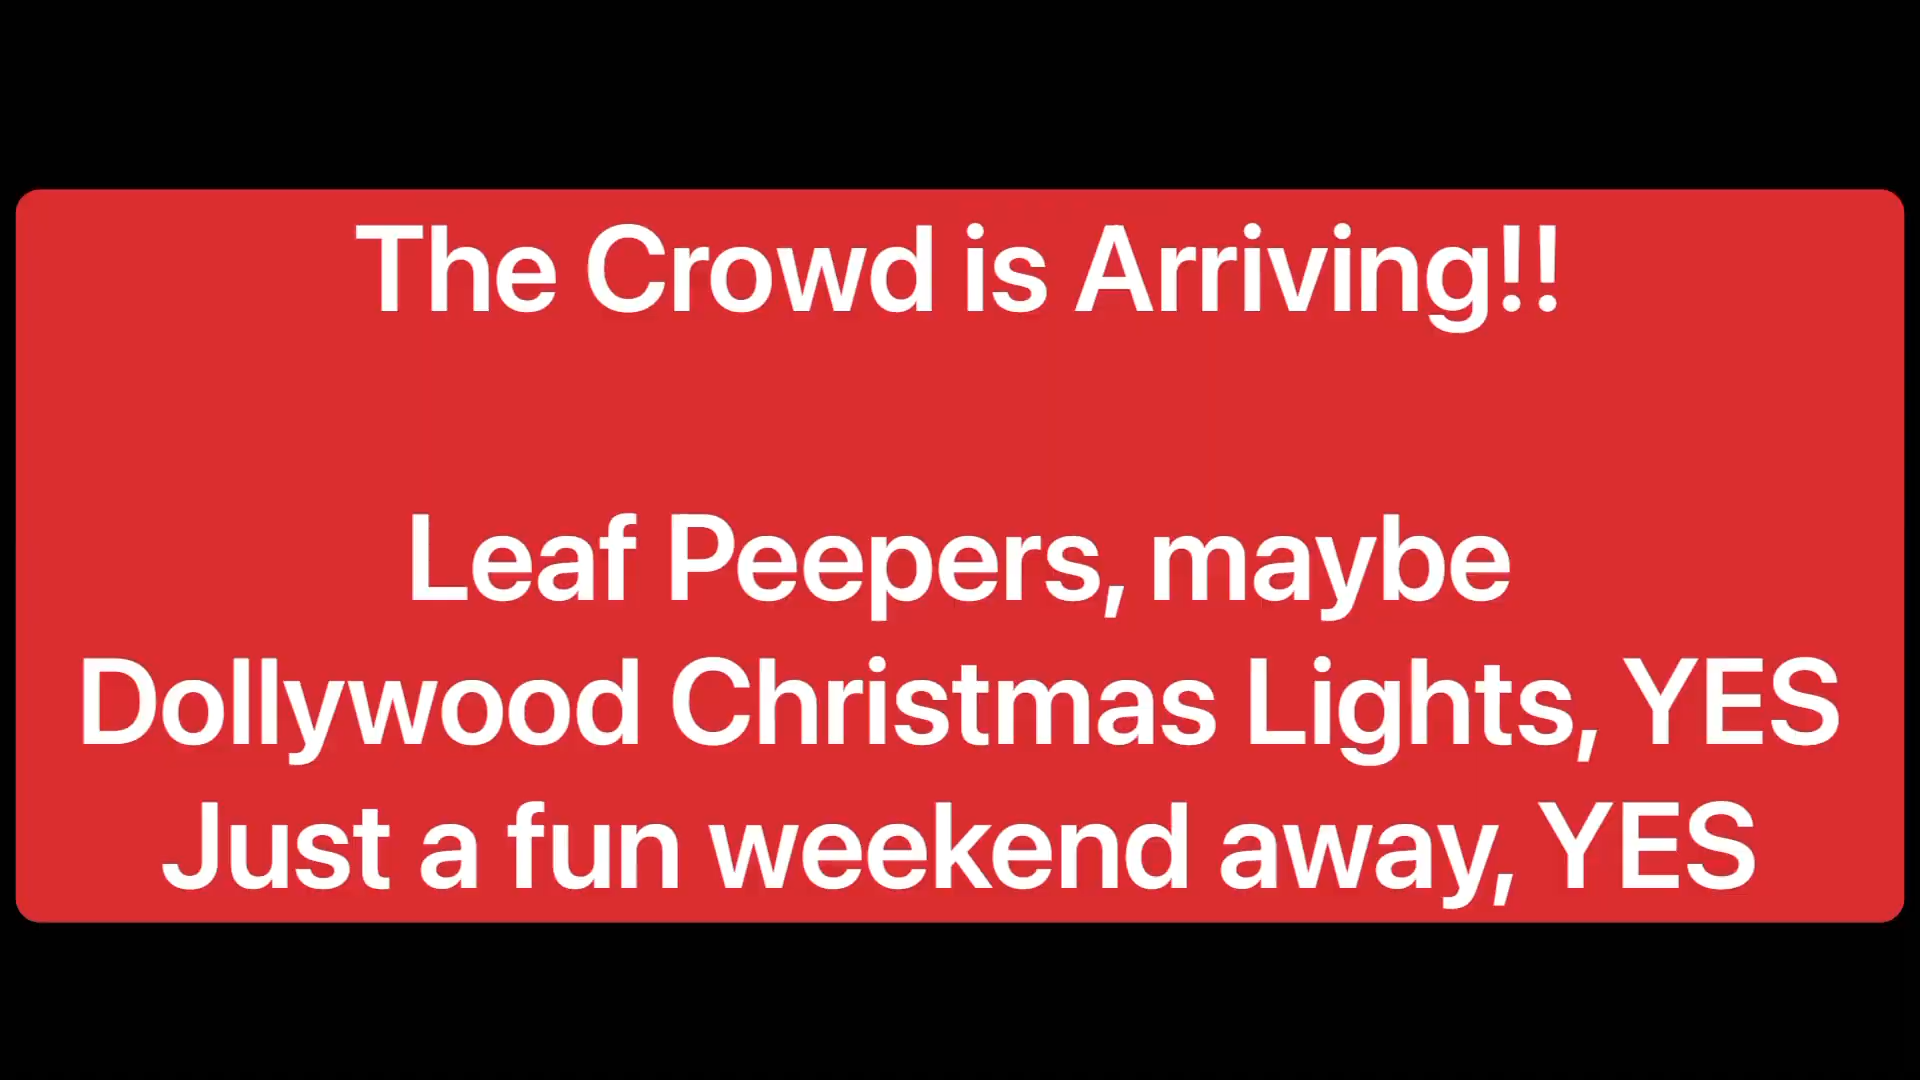 The Crowd is Arriving!!
Leaf Peepers, maybe
Dollywood Christmas Lights, YES
Just a fun weekend away, YES